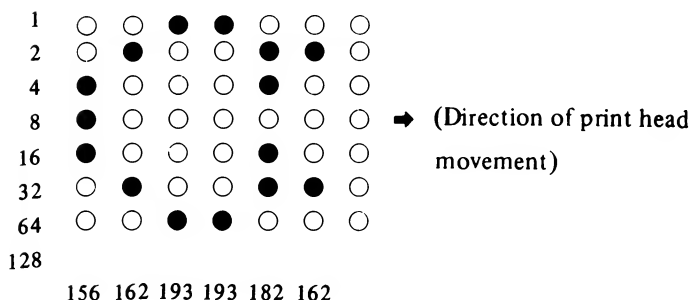 1
2
4
8 ➡ (Direction of print head
16 movement)
32
64
128
156 162 193 193 182 162